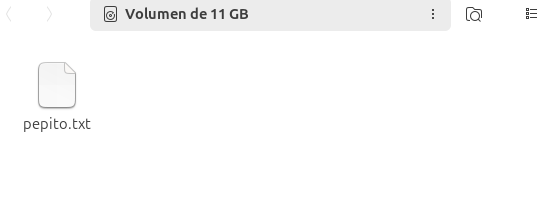 Volumen de 11 GB
pepito.txt